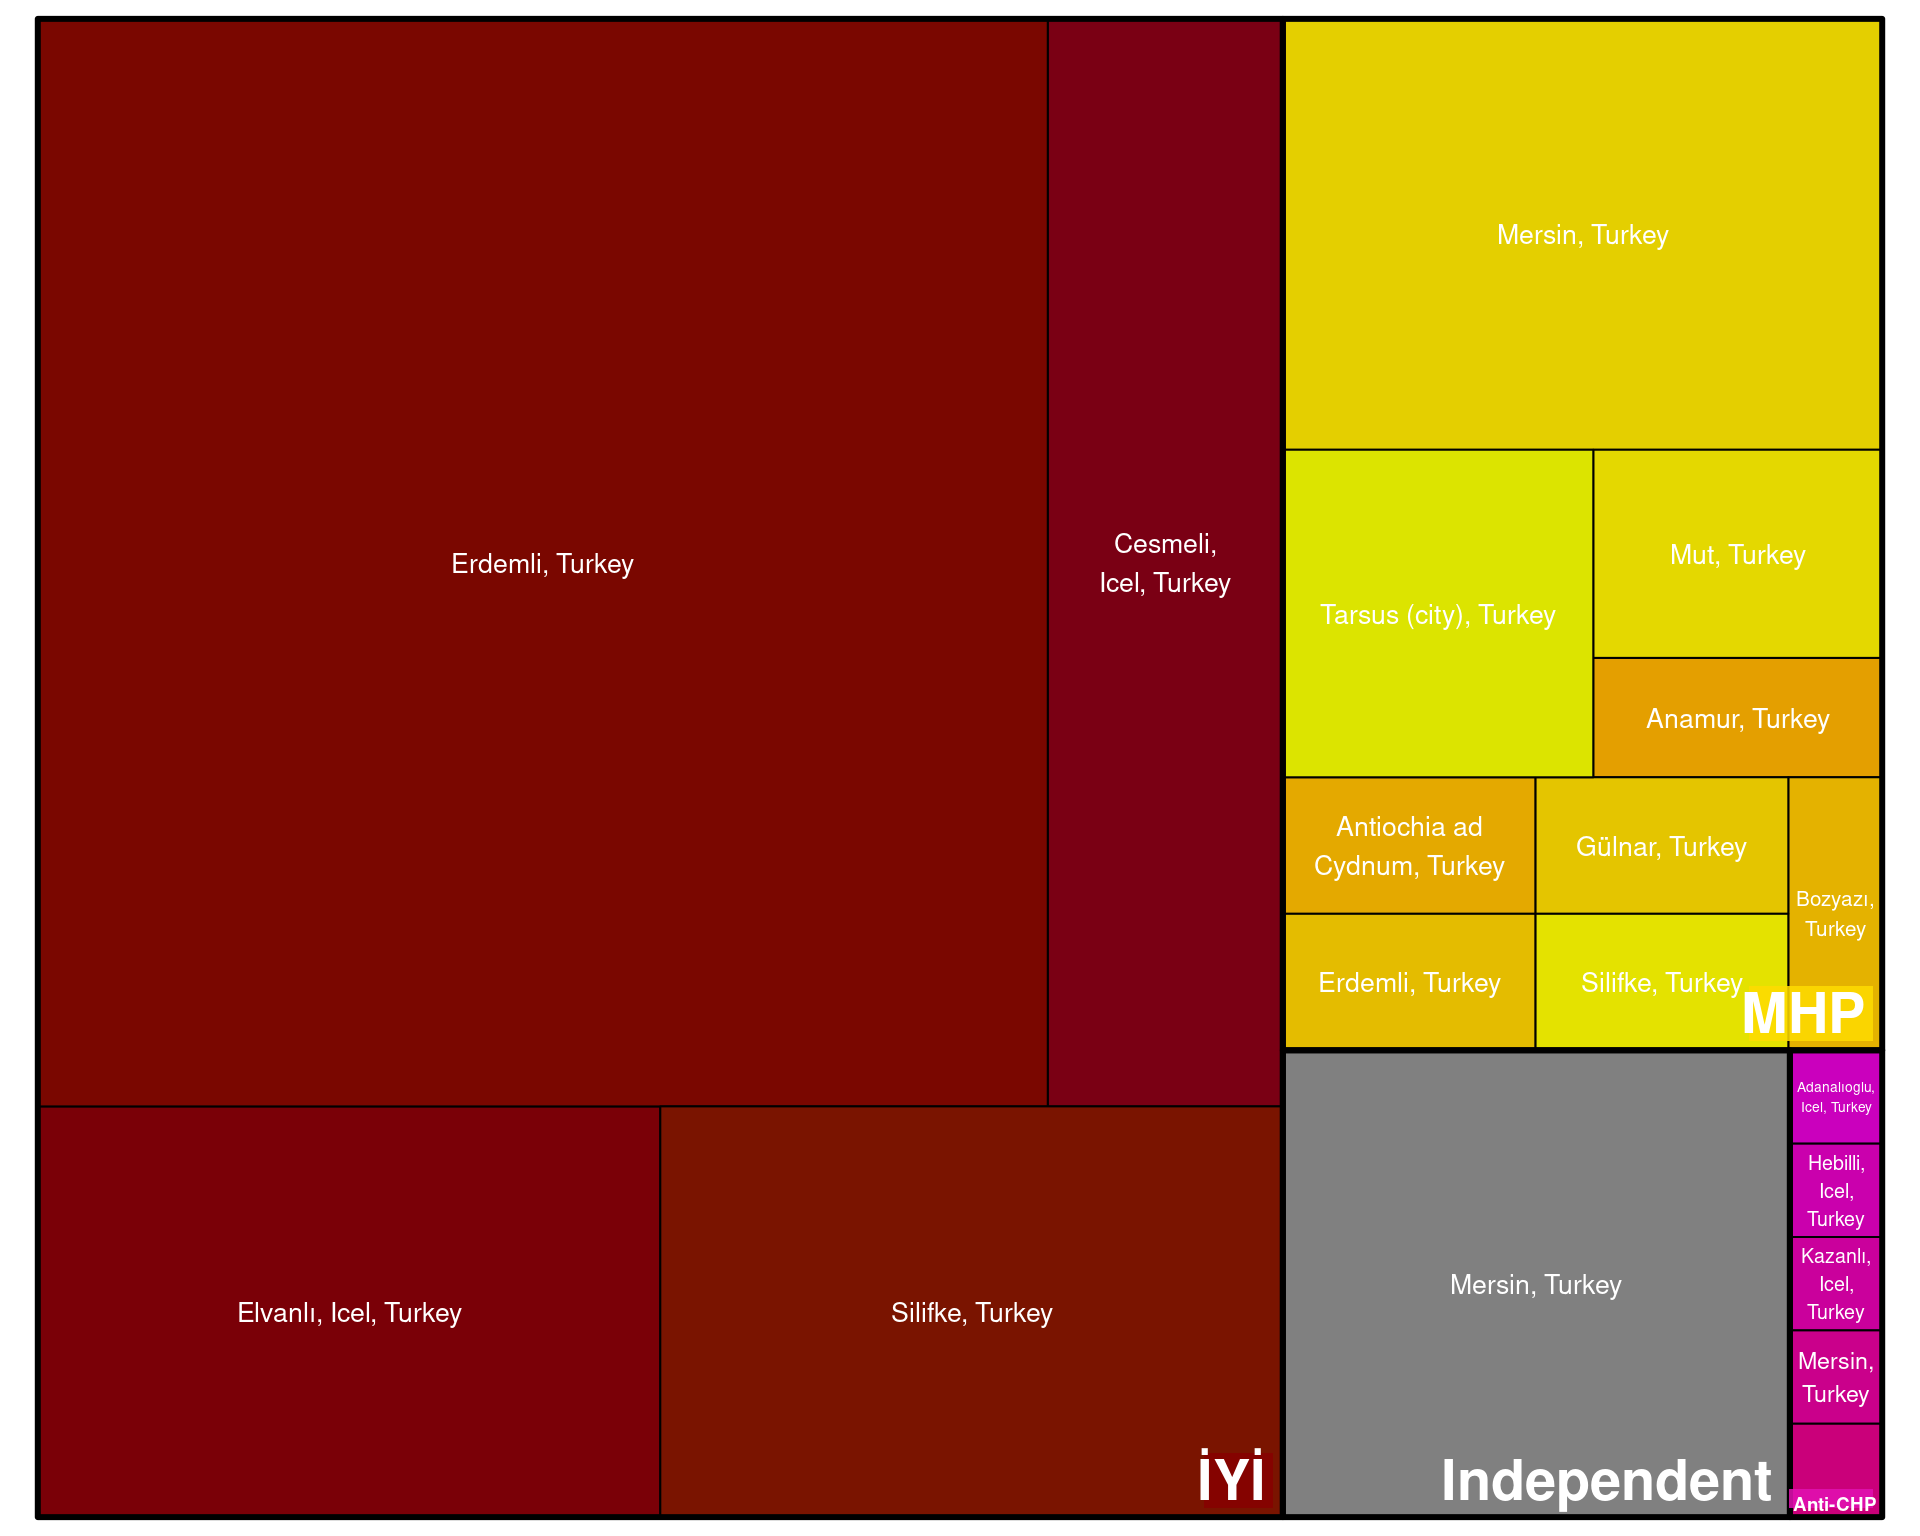 Erdemli, Turkey
Cesmeli,
Icel, Turkey
Elvanlı, Icel, Turkey
Silifke, Turkey
İYİ
Mersin, Turkey
Tarsus (city), Turkey
Mut, Turkey
Anamur, Turkey
Antiochia ad
Cydnum, Turkey
Gülnar, Turkey
Bozyazı,
Turkey
Erdemli, Turkey
Silifke, Turkey
MHP
Mersin, Turkey
Independent
Adanalıoglu,
Icel, Turkey
Hebilli,
Icel,
Turkey
Kazanlı,
Icel,
Turkey
Mersin,
Turkey
Anti-CHP